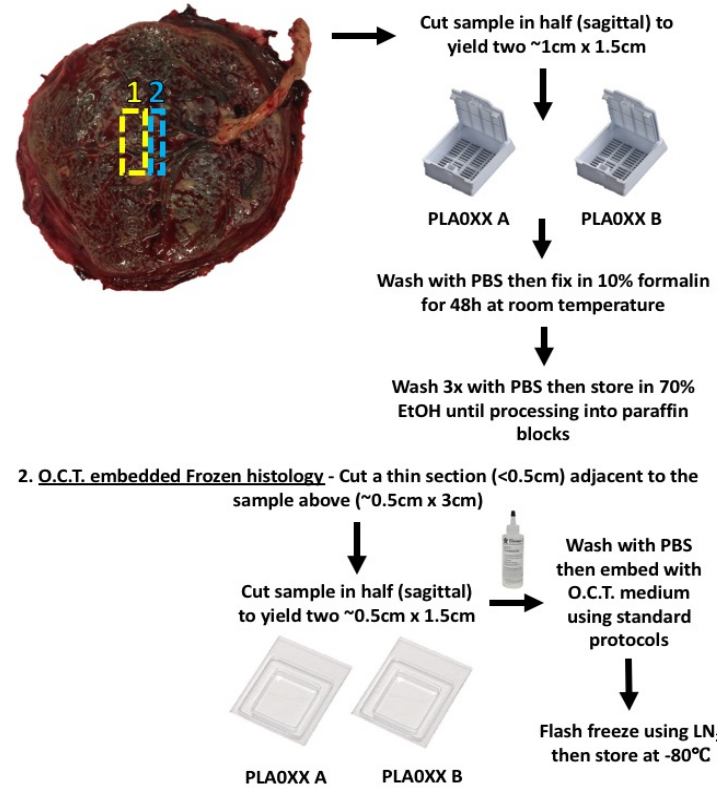 1 2
Cut sample in half (sagittal) to
yield two ~1cm x 1.5cm
PLA0XX A
PLA0XX B
Wash with PBS then fix in 10% formalin
for 48h at room temperature
Wash 3x with PBS then store in 70%
EtOH until processing into paraffin
blocks
2. O.C.T. embedded Frozen histology - Cut a thin section (<0.5cm) adjacent to the
sample above (~0.5cm x 3cm)
Cut sample in half (sagittal)
to yield two ~0.5cm x 1.5cm
Wash with PBS
then embed with
O.C.T. medium
using standard
protocols
PLA0XX A
PLA0XX B
Flash freeze using LN₂
then store at -80℃